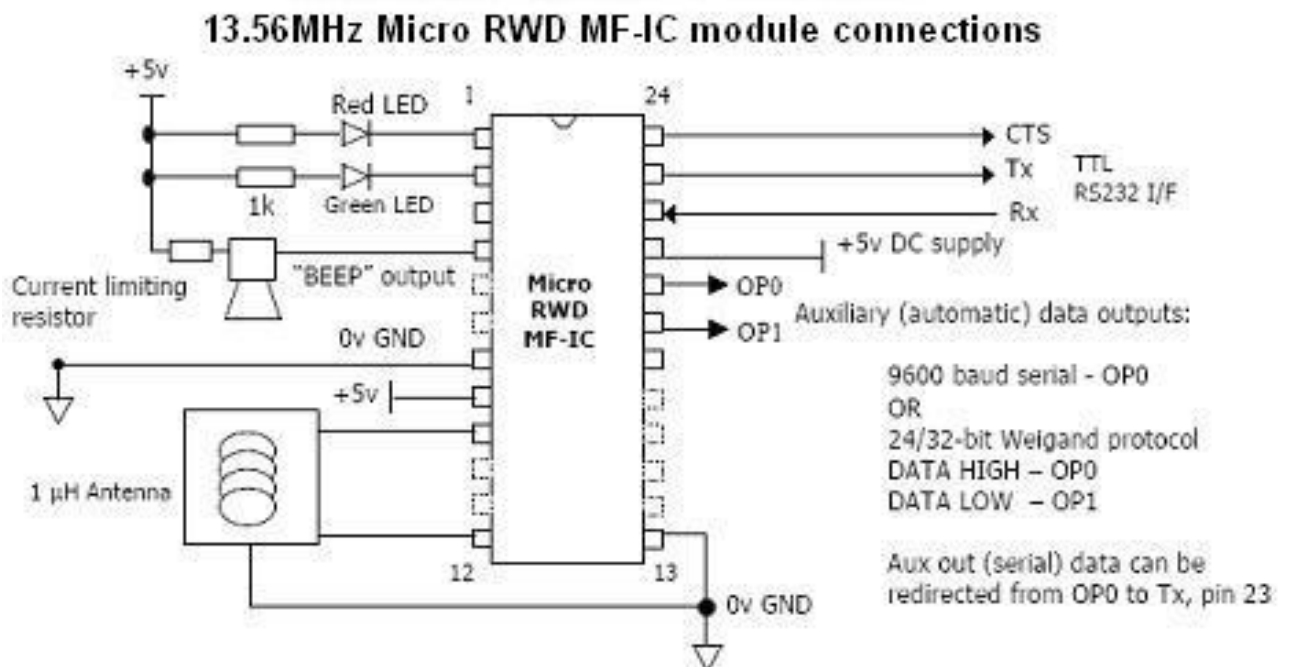 13.56MHz Micro RWD MF-IC module connections
+5v
Red LED
1
24
CTS
Tx
TTL
RS232 I/F
1k
Green LED
Rx
+5v DC supply
"BEEP" output
Current limiting
resistor
Micro
RWD
MF-IC
OP0
OP1
Auxiliary (automatic) data outputs:
0v GND
+5v
9600 baud serial - OP0
OR
24/32-bit Weigand protocol
DATA HIGH – OP0
DATA LOW – OP1
1 µH Antenna
12
13
Aux out (serial) data can be
redirected from OP0 to Tx, pin 23
0v GND